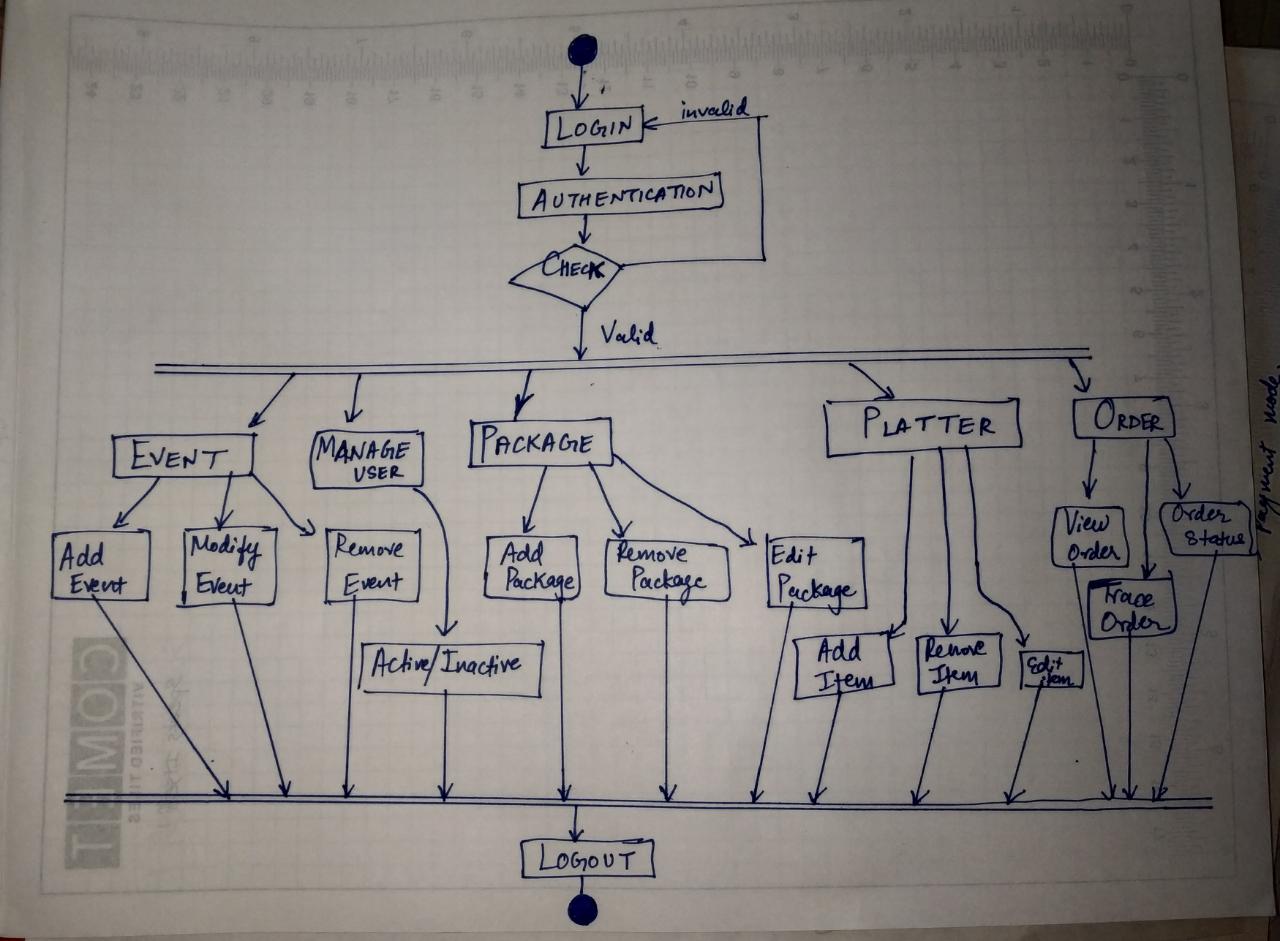 invalid
LOGIN
AUTHENTICATION
CHECK
Valid
EVENT
MANAGE
USER
PACKAGE
PLATTER
ORDER
Add
Event
Modify
Event
Remove
Event
Add
Package
Remove
Package
Edit
Package
View
Order
Order
Status
Trace
Order
Active/Inactive
Add
Item
Remove
Item
Edit
item
LOGOUT
Payment mode
COMET
VITRIFIED TILES